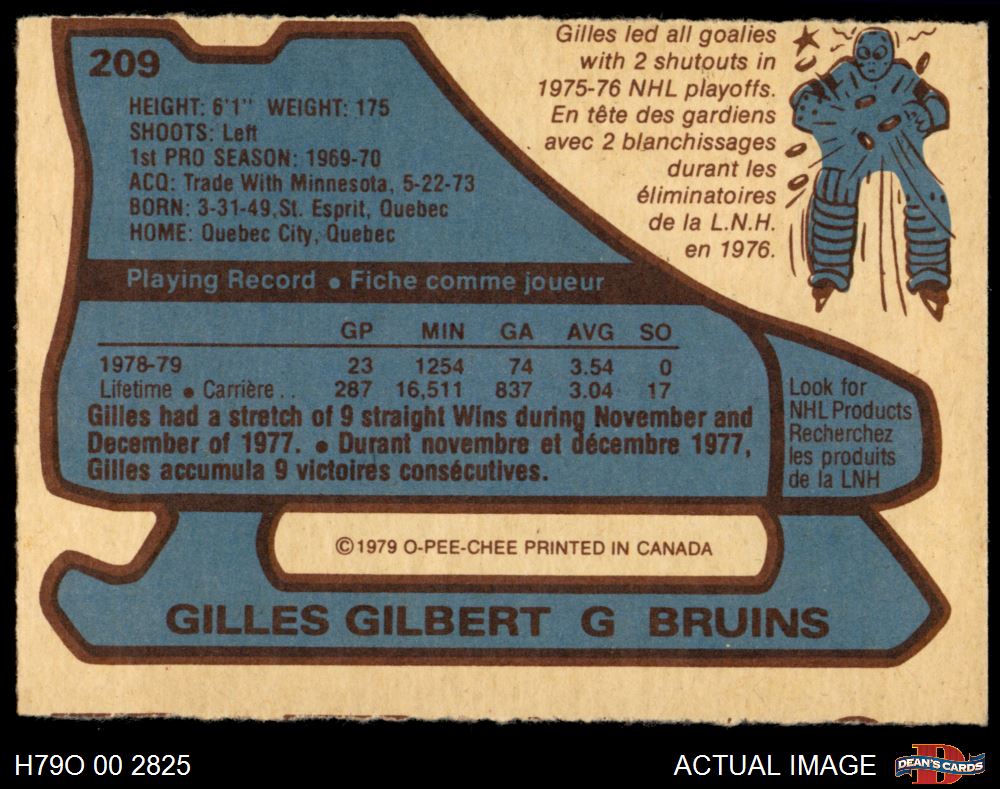 209
HEIGHT: 6'1" WEIGHT: 175
SHOOTS: Left
1st PRO SEASON: 1969-70
ACQ: Trade With Minnesota, 5-22-73
BORN: 3-31-49, St. Esprit, Quebec
HOME: Quebec City, Quebec
Gilles led all goalies
with 2 shutouts in
1975-76 NHL playoffs.
En tête des gardiens
avec 2 blanchissages
durant les
éliminatoires
de la L.N.H.
en 1976.
Playing Record • Fiche comme joueur
GP MIN GA AVG SO
1978-79 23 1254 74 3.54 0
Lifetime • Carrière . . 287 16,511 837 3.04 17
Gilles had a stretch of 9 straight Wins during November and
December of 1977. • Durant novembre et décembre 1977,
Gilles accumula 9 victoires consécutives.
Look for
NHL Products
Recherchez
les produits
de la LNH
©1979 O-PEE-CHEE PRINTED IN CANADA
GILLES GILBERT G BRUINS
H79O 00 2825
ACTUAL IMAGE
DEAN'S CARDS